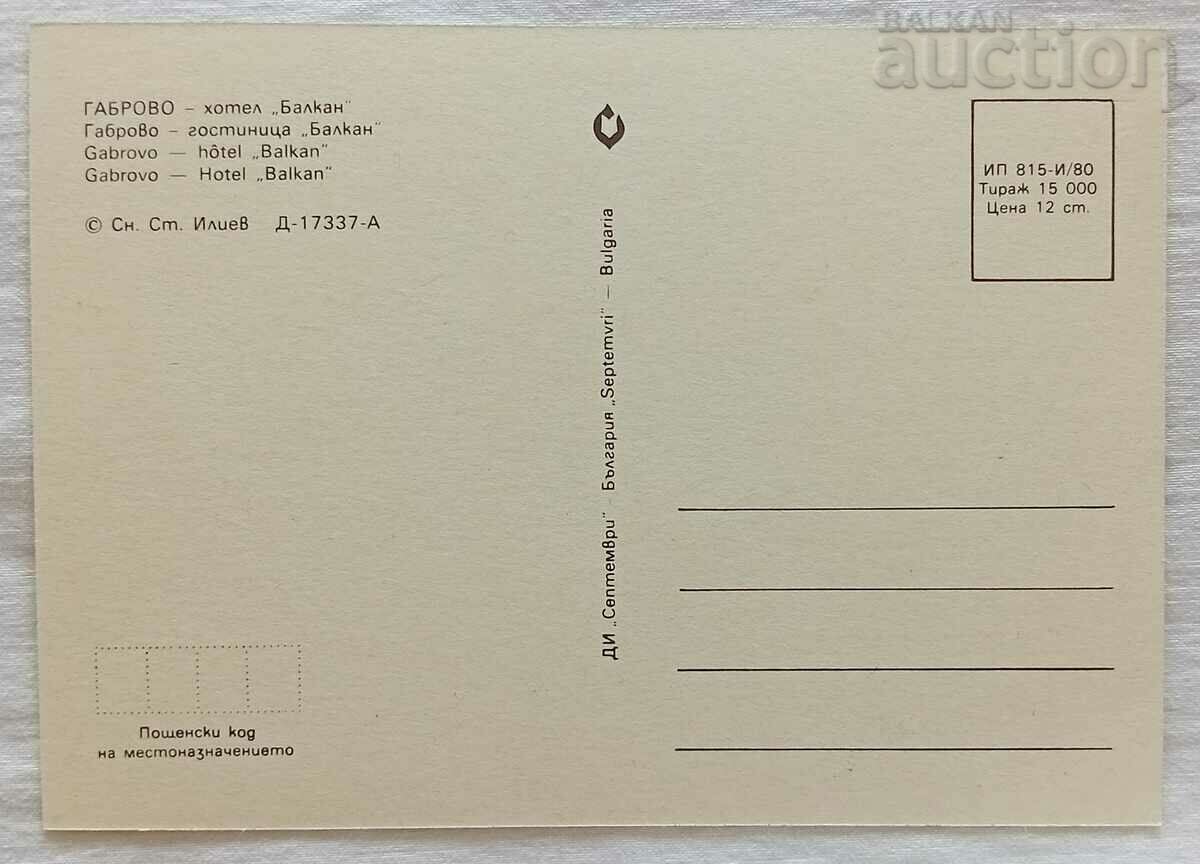 BALKAN
auction
ГАБРОВО – хотел „Балкан"
Габрово – гостиница „Балкан"
Gabrovo — hôtel „Balkan"
Gabrovo — Hotel „Balkan"
© Сн. Ст. Илиев Д-17337-А
ИП 815-И/80
Тираж 15 000
Цена 12 ст.
ДИ „Септември" - България „Septemvri" — Bulgaria
Пощенски код
на местоназначението